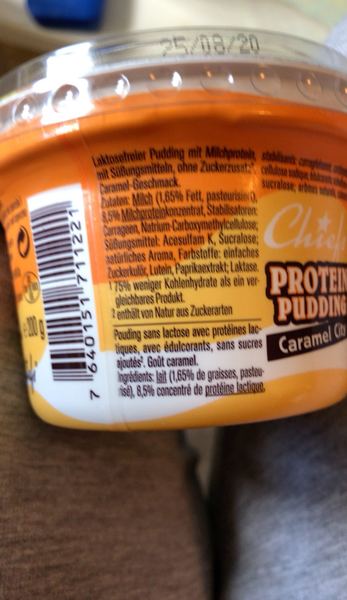 25/08/20
Laktosefreier Pudding mit Milchprotein,
mit Süßungsmitteln, ohne Zuckerzusatz².
Caramel-Geschmack.
Zutaten: Milch (1,65% Fett, pasteurisiert),
8,5% Milchproteinkonzentrat, Stabilisatoren:
Carrageen, Natrium-Carboxymethylcellulose;
Süßungsmittel: Acesulfam K, Sucralose;
natürliches Aroma, Farbstoffe: einfaches
Zuckerkulör, Lutein, Paprikaextrakt; Laktase.
¹ 75% weniger Kohlenhydrate als ein ver-
gleichbares Produkt.
² enthält von Natur aus Zuckerarten
Pouding sans lactose avec protéines lac-
tiques, avec édulcorants, sans sucres
ajoutés². Goût caramel.
Ingrédients: lait (1,65% de graisses, pasteu-
risé), 8,5% concentré de protéine lactique,
sucralose; arômes
Chiefs
PROTEIN
PUDDING
Caramel
200 g
7 640151 711221